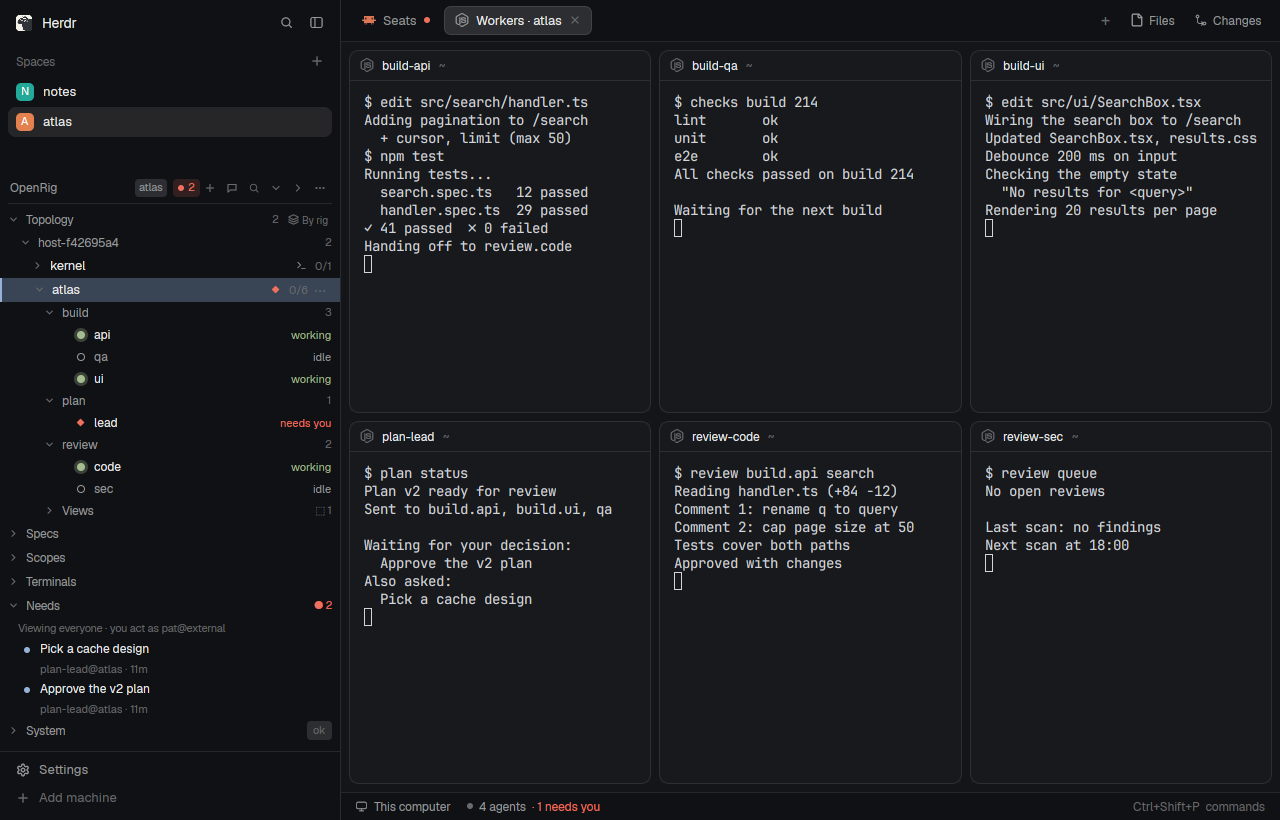 Herdr
Spaces
N notes
A atlas
OpenRig atlas 2
Topology 2 By rig
host-f42695a4 2
kernel 0/1
atlas 0/6
build 3
api working
qa idle
ui working
plan 1
lead needs you
review 2
code working
sec idle
Views 1
Specs
Scopes
Terminals
Needs 2
Viewing everyone · you act as pat@external
Pick a cache design
plan-lead@atlas · 11m
Approve the v2 plan
plan-lead@atlas · 11m
System ok
Settings
Add machine
Seats
Workers · atlas
Files
Changes
build-api ~
$ edit src/search/handler.ts
Adding pagination to /search
+ cursor, limit (max 50)
$ npm test
Running tests...
search.spec.ts 12 passed
handler.spec.ts 29 passed
✓ 41 passed ✕ 0 failed
Handing off to review.code
build-qa ~
$ checks build 214
lint ok
unit ok
e2e ok
All checks passed on build 214
Waiting for the next build
build-ui ~
$ edit src/ui/SearchBox.tsx
Wiring the search box to /search
Updated SearchBox.tsx, results.css
Debounce 200 ms on input
Checking the empty state
"No results for <query>"
Rendering 20 results per page
plan-lead ~
$ plan status
Plan v2 ready for review
Sent to build.api, build.ui, qa
Waiting for your decision:
Approve the v2 plan
Also asked:
Pick a cache design
review-code ~
$ review build.api search
Reading handler.ts (+84 -12)
Comment 1: rename q to query
Comment 2: cap page size at 50
Tests cover both paths
Approved with changes
review-sec ~
$ review queue
No open reviews
Last scan: no findings
Next scan at 18:00
This computer
4 agents · 1 needs you
Ctrl+Shift+P commands